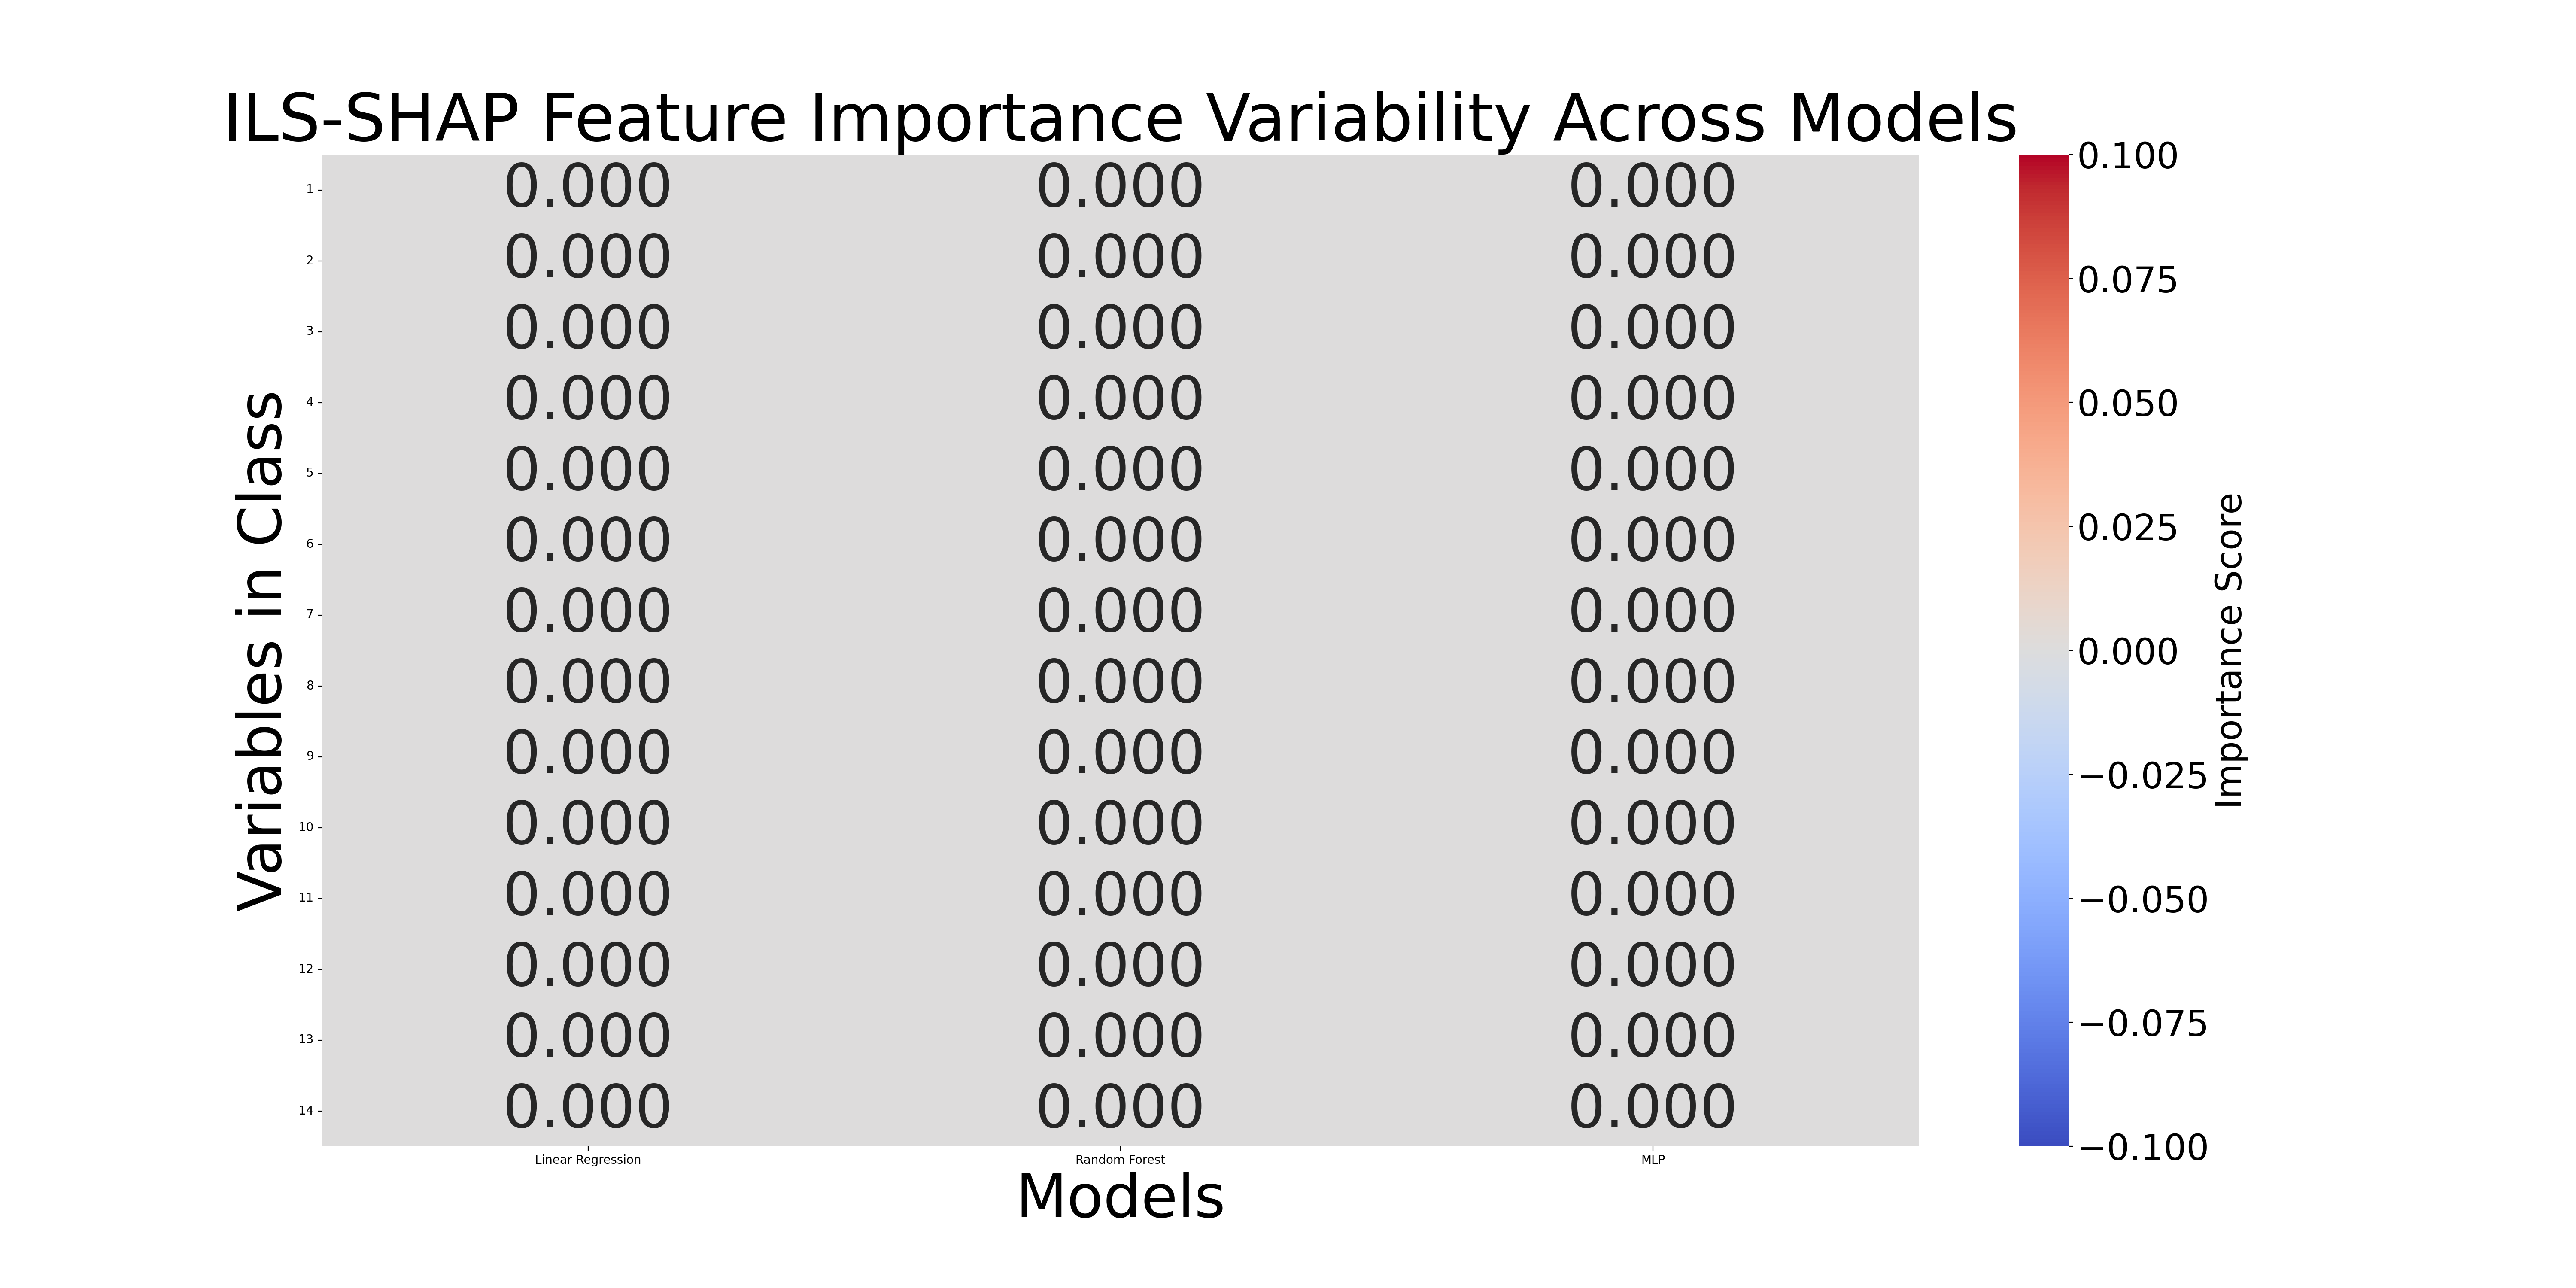 ILS-SHAP Feature Importance Variability Across Models
Variables in Class
1 0.000 0.000 0.000
2 0.000 0.000 0.000
3 0.000 0.000 0.000
4 0.000 0.000 0.000
5 0.000 0.000 0.000
6 0.000 0.000 0.000
7 0.000 0.000 0.000
8 0.000 0.000 0.000
9 0.000 0.000 0.000
10 0.000 0.000 0.000
11 0.000 0.000 0.000
12 0.000 0.000 0.000
13 0.000 0.000 0.000
14 0.000 0.000 0.000
Linear Regression Random Forest MLP
Models
0.100
0.075
0.050
0.025
0.000
−0.025
−0.050
−0.075
−0.100
Importance Score